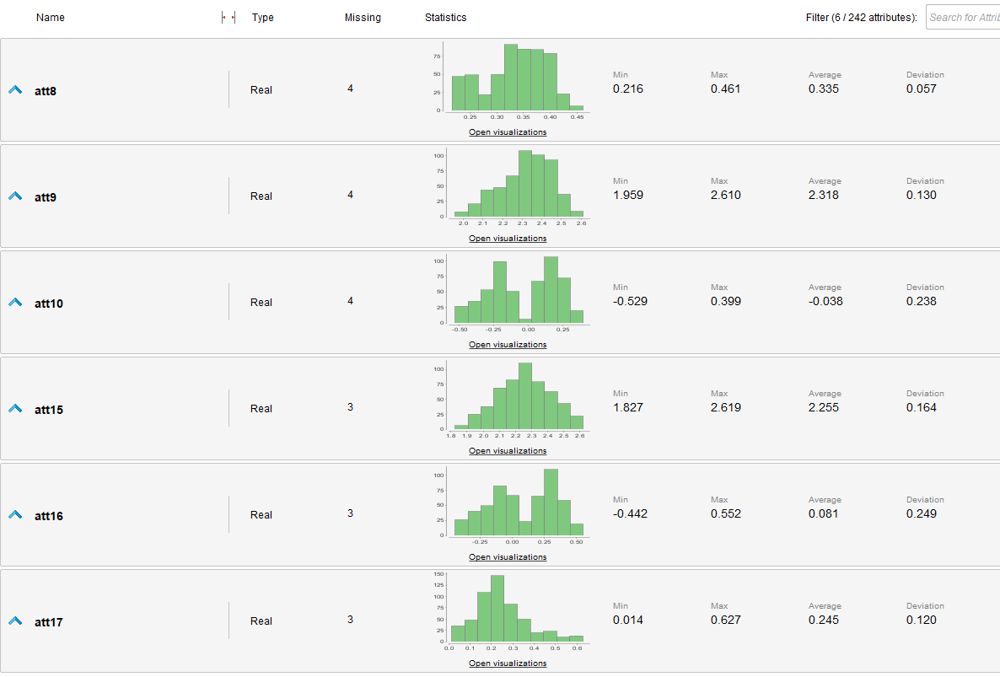 Name Type Missing Statistics Filter (6 / 242 attributes): Search for Attrib
att8 Real 4 Min Max Average Deviation
0.216 0.461 0.335 0.057
75
50
25
0
0.25 0.30 0.35 0.40 0.45
Open visualizations
att9 Real 4 Min Max Average Deviation
1.959 2.610 2.318 0.130
100
75
50
25
0
2.0 2.1 2.2 2.3 2.4 2.5 2.6
Open visualizations
att10 Real 4 Min Max Average Deviation
-0.529 0.399 -0.038 0.238
100
75
50
25
0
-0.50 -0.25 0.00 0.25
Open visualizations
att15 Real 3 Min Max Average Deviation
1.827 2.619 2.255 0.164
100
75
50
25
0
1.8 1.9 2.0 2.1 2.2 2.3 2.4 2.5 2.6
Open visualizations
att16 Real 3 Min Max Average Deviation
-0.442 0.552 0.081 0.249
100
75
50
25
0
-0.25 0.00 0.25 0.50
Open visualizations
att17 Real 3 Min Max Average Deviation
0.014 0.627 0.245 0.120
150
125
100
75
50
25
0
0.0 0.1 0.2 0.3 0.4 0.5 0.6
Open visualizations